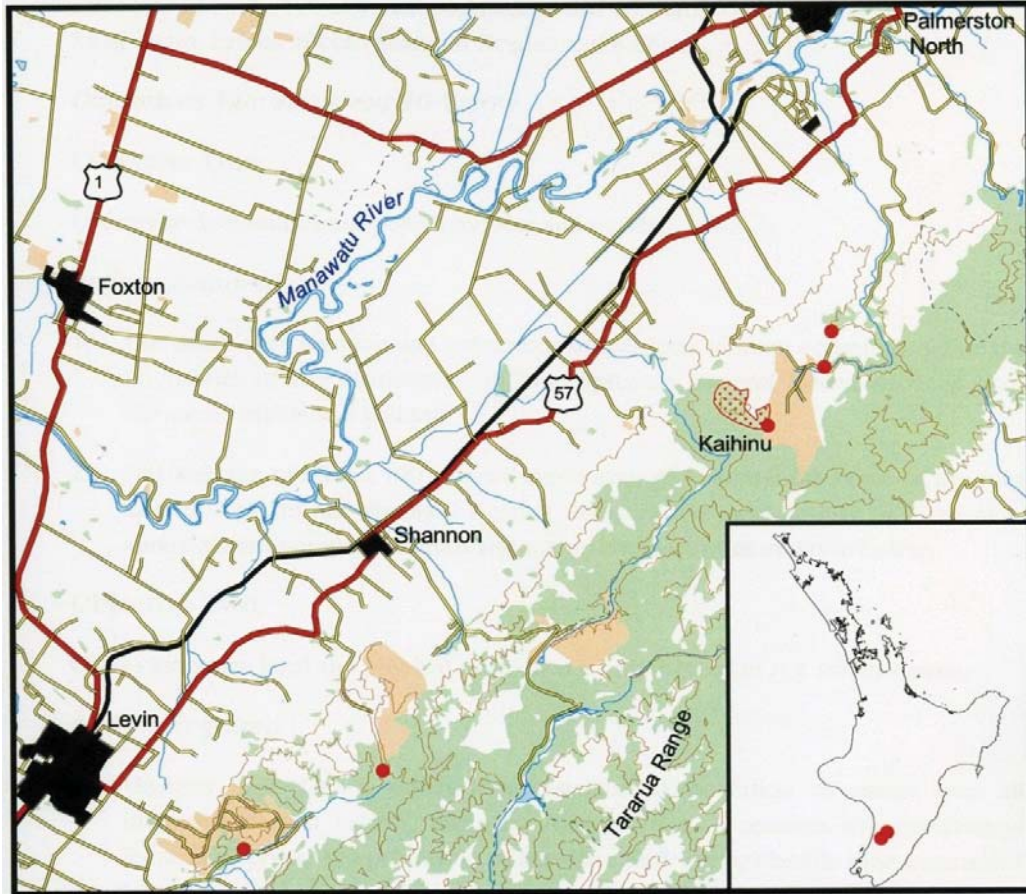 Palmerston
North
1
Manawatu River
Foxton
57
Kaihinu
Shannon
Levin
Tararua Range